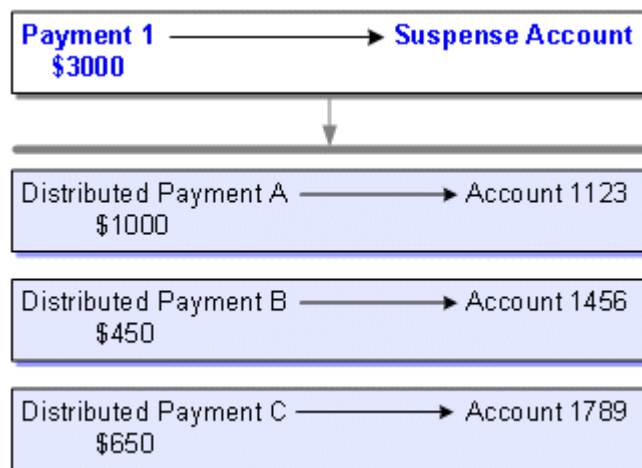 Payment 1 Suspense Account
$3000
Distributed Payment A Account 1123
$1000
Distributed Payment B Account 1456
$450
Distributed Payment C Account 1789
$650